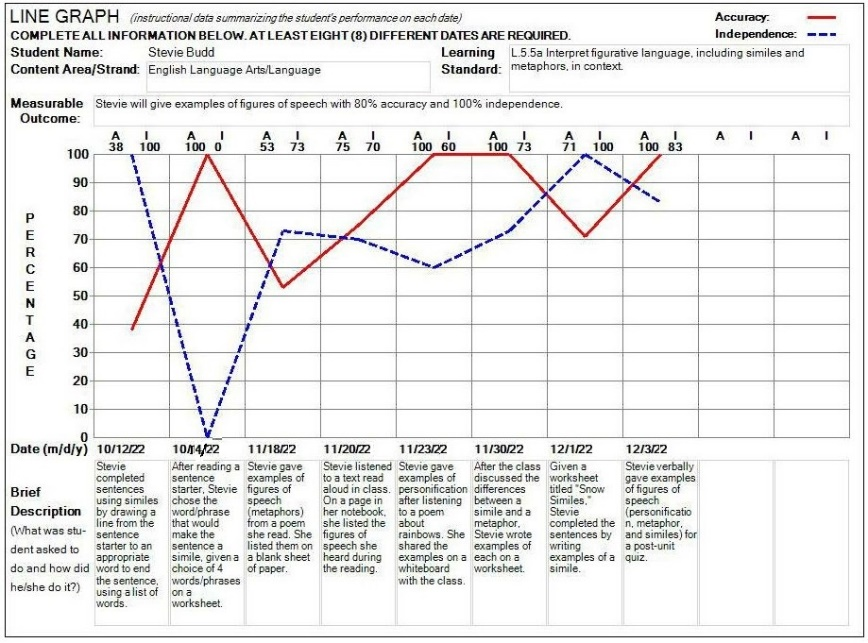 LINE GRAPH (instructional data summarizing the student's performance on each date)
Accuracy:
COMPLETE ALL INFORMATION BELOW. AT LEAST EIGHT (8) DIFFERENT DATES ARE REQUIRED.
Independence:
Student Name: Stevie Budd
Content Area/Strand: English Language Arts/Language
Learning
Standard:
L.5.5a Interpret figurative language, including similes and
metaphors, in context.
Measurable
Outcome:
Stevie will give examples of figures of speech with 80% accuracy and 100% independence.
A I A I A I A I A I A I A I A I A I A I
38 100 100 0 53 73 75 70 100 60 100 73 71 100 100 83
PERCENTAGE
100
90
80
70
60
50
40
30
20
10
0
Date (m/d/y) 10/12/22 10/14/22 11/18/22 11/20/22 11/23/22 11/30/22 12/1/22 12/3/22
Brief
Description
(What was stu-
dent asked to
do and how did
he/she do it?)
Stevie
completed
sentences
using similes
by drawing a
line from the
sentence
starter to an
appropriate
word to end
the sentence,
using a list of
words.
After reading a
sentence
starter, Stevie
chose the
word/phrase
that would
make the
sentence a
simile, given a
choice of 4
words/phrases
on a
worksheet.
Stevie gave
examples of
figures of
speech
(metaphors)
from a poem
she read. She
listed them on
a blank sheet
of paper.
Stevie listened
to a text read
aloud in class.
On a page in
her notebook,
she listed the
figures of
speech she
heard during
the reading.
Stevie gave
examples of
personification
after listening
to a poem
about
rainbows. She
shared the
examples on a
whiteboard
with the class.
After the class
discussed the
differences
between a
simile and a
metaphor,
Stevie wrote
examples of
each on a
worksheet.
Given a
worksheet
titled "Snow
Similes,"
Stevie
completed the
sentences by
writing
examples of a
simile.
Stevie verbally
gave examples
of figures of
speech
(personificatio
n, metaphor,
and similes) for
a post-unit
quiz.